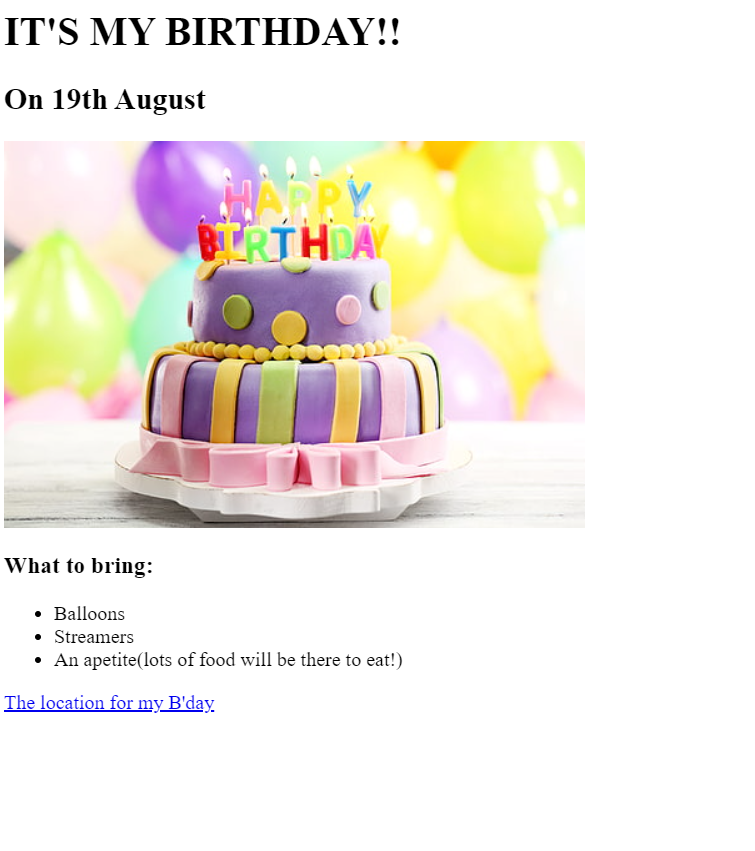 IT'S MY BIRTHDAY!!
On 19th August
HAPPY
BIRTHDAY
What to bring:
• Balloons
• Streamers
• An apetite(lots of food will be there to eat!)
The location for my B'day